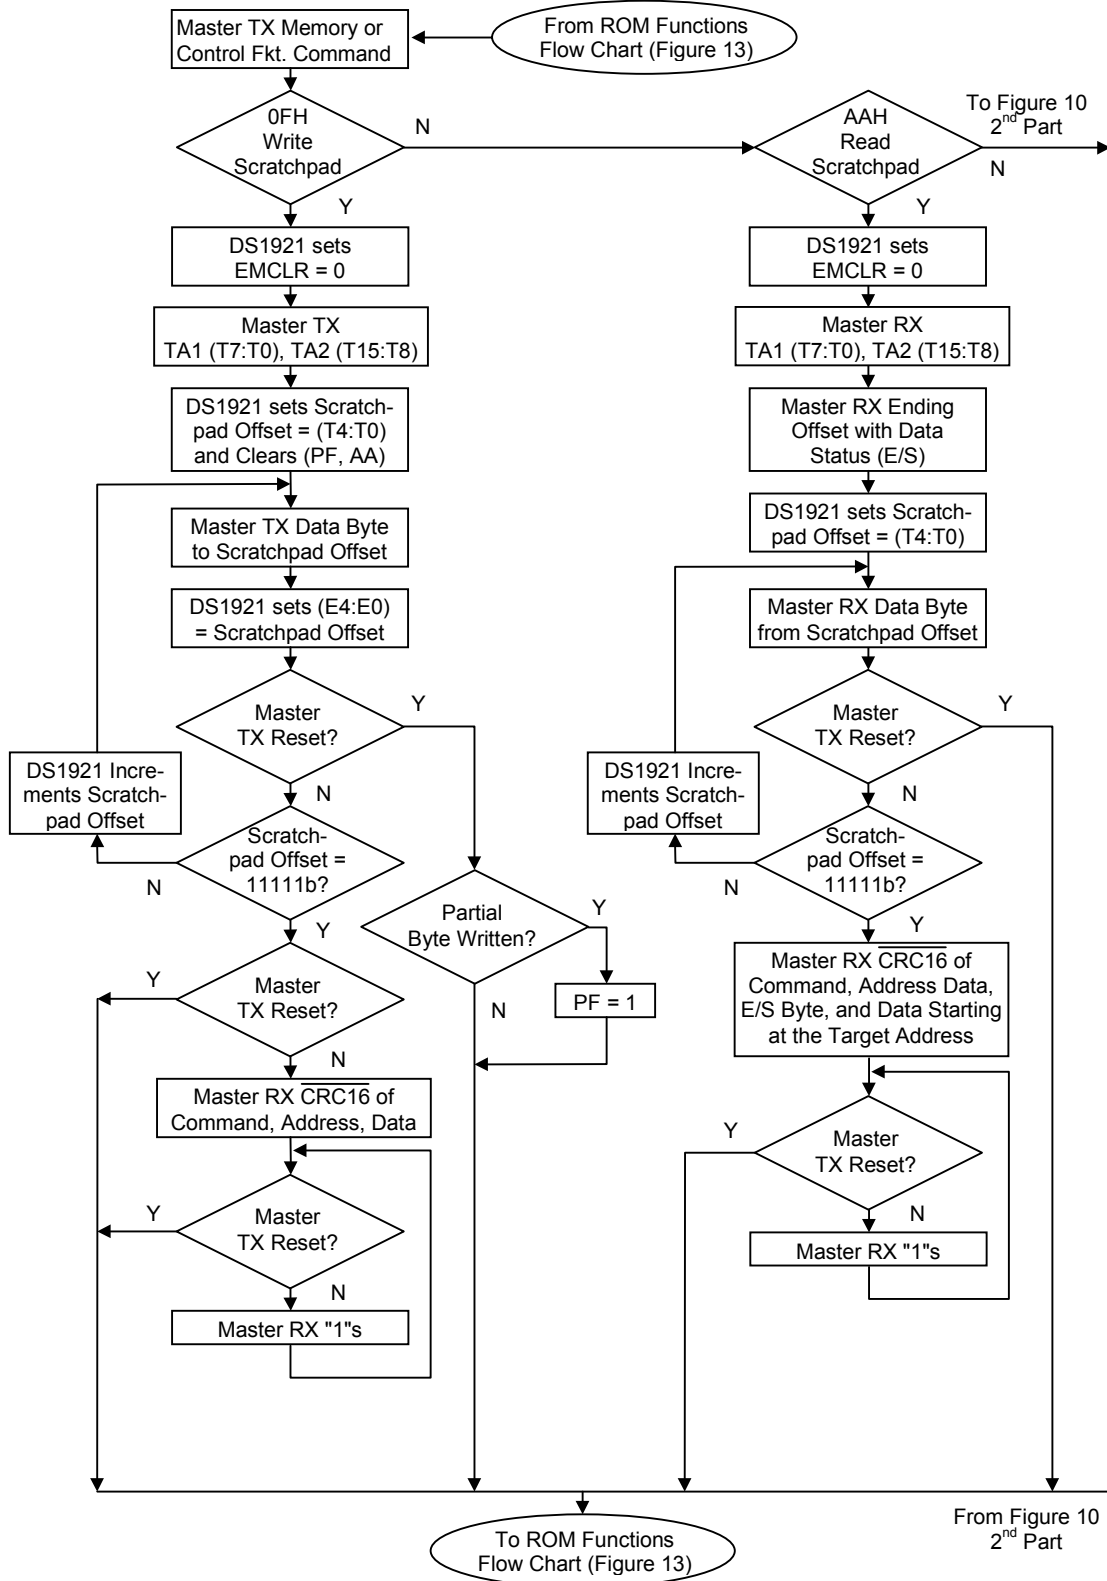 Master TX Memory or
Control Fkt. Command
From ROM Functions
Flow Chart (Figure 13)
0FH
Write
Scratchpad
N
AAH
Read
Scratchpad
To Figure 10
2nd Part
N
Y
Y
DS1921 sets
EMCLR = 0
DS1921 sets
EMCLR = 0
Master TX
TA1 (T7:T0), TA2 (T15:T8)
Master RX
TA1 (T7:T0), TA2 (T15:T8)
DS1921 sets Scratch-
pad Offset = (T4:T0)
and Clears (PF, AA)
Master RX Ending
Offset with Data
Status (E/S)
DS1921 sets Scratch-
pad Offset = (T4:T0)
Master TX Data Byte
to Scratchpad Offset
DS1921 sets (E4:E0)
= Scratchpad Offset
Master RX Data Byte
from Scratchpad Offset
Master
TX Reset?
Y
Master
TX Reset?
Y
DS1921 Incre-
ments Scratch-
pad Offset
N
DS1921 Incre-
ments Scratch-
pad Offset
N
Scratch-
pad Offset =
11111b?
N
Y
Scratch-
pad Offset =
11111b?
N
Y
Partial
Byte Written?
Y
N
PF = 1
Master
TX Reset?
Y
N
Master RX CRC16 of
Command, Address Data,
E/S Byte, and Data Starting
at the Target Address
Master RX CRC16 of
Command, Address, Data
Master
TX Reset?
Y
N
Master
TX Reset?
Y
N
Master RX "1"s
Master RX "1"s
To ROM Functions
Flow Chart (Figure 13)
From Figure 10
2nd Part